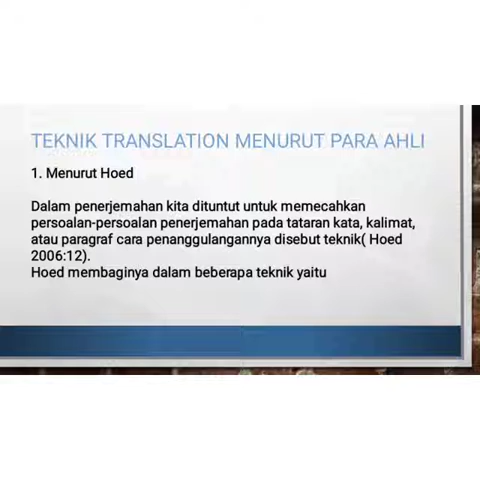 TEKNIK TRANSLATION MENURUT PARA AHLI
1. Menurut Hoed
Dalam penerjemahan kita dituntut untuk memecahkan
persoalan-persoalan penerjemahan pada tataran kata, kalimat,
atau paragraf cara penanggulangannya disebut teknik( Hoed
2006:12).
Hoed membaginya dalam beberapa teknik yaitu